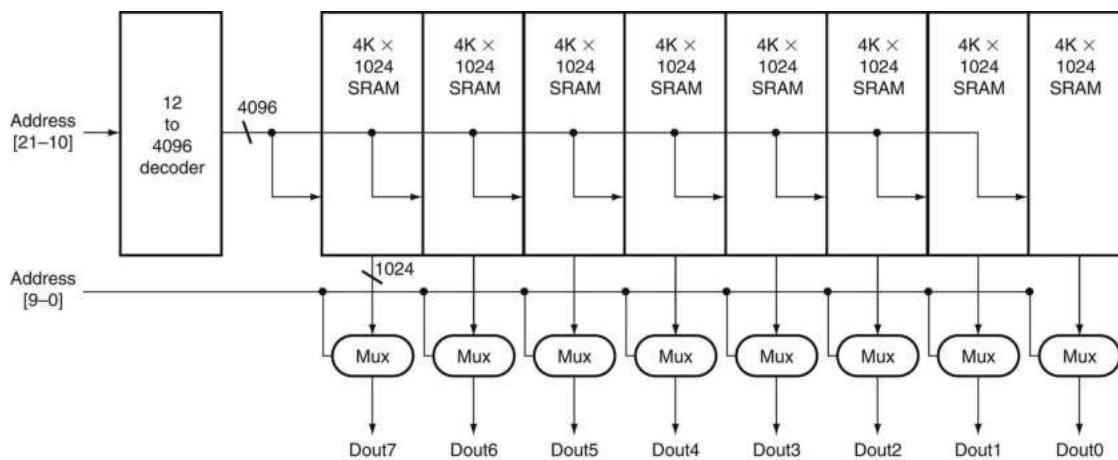 4K ×
1024
SRAM
4K ×
1024
SRAM
4K ×
1024
SRAM
4K ×
1024
SRAM
4K ×
1024
SRAM
4K ×
1024
SRAM
4K ×
1024
SRAM
4K ×
1024
SRAM
Address
[21–10]
12
to
4096
decoder
4096
Address
[9–0]
1024
Mux
Mux
Mux
Mux
Mux
Mux
Mux
Mux
Dout7
Dout6
Dout5
Dout4
Dout3
Dout2
Dout1
Dout0